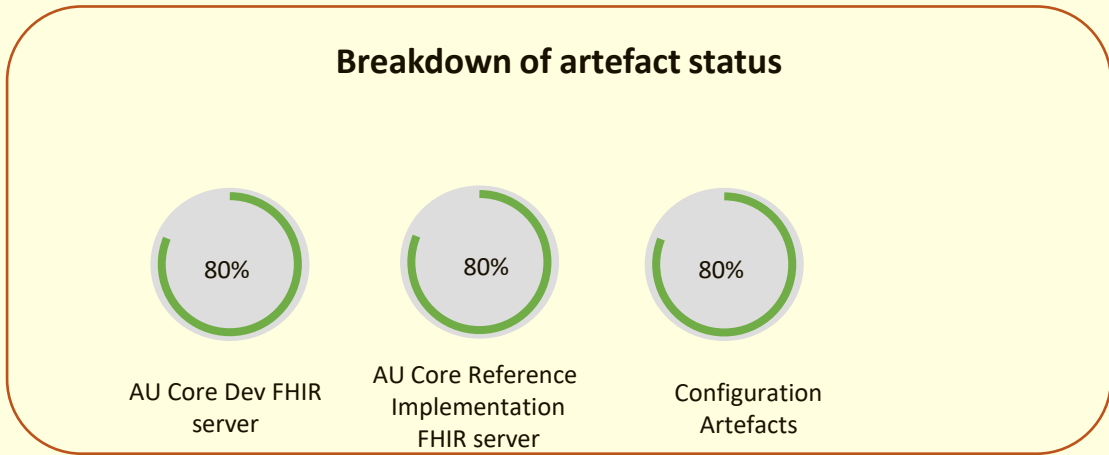 Breakdown of artefact status
80%
80%
80%
AU Core Dev FHIR
server
AU Core Reference
Implementation
FHIR server
Configuration
Artefacts